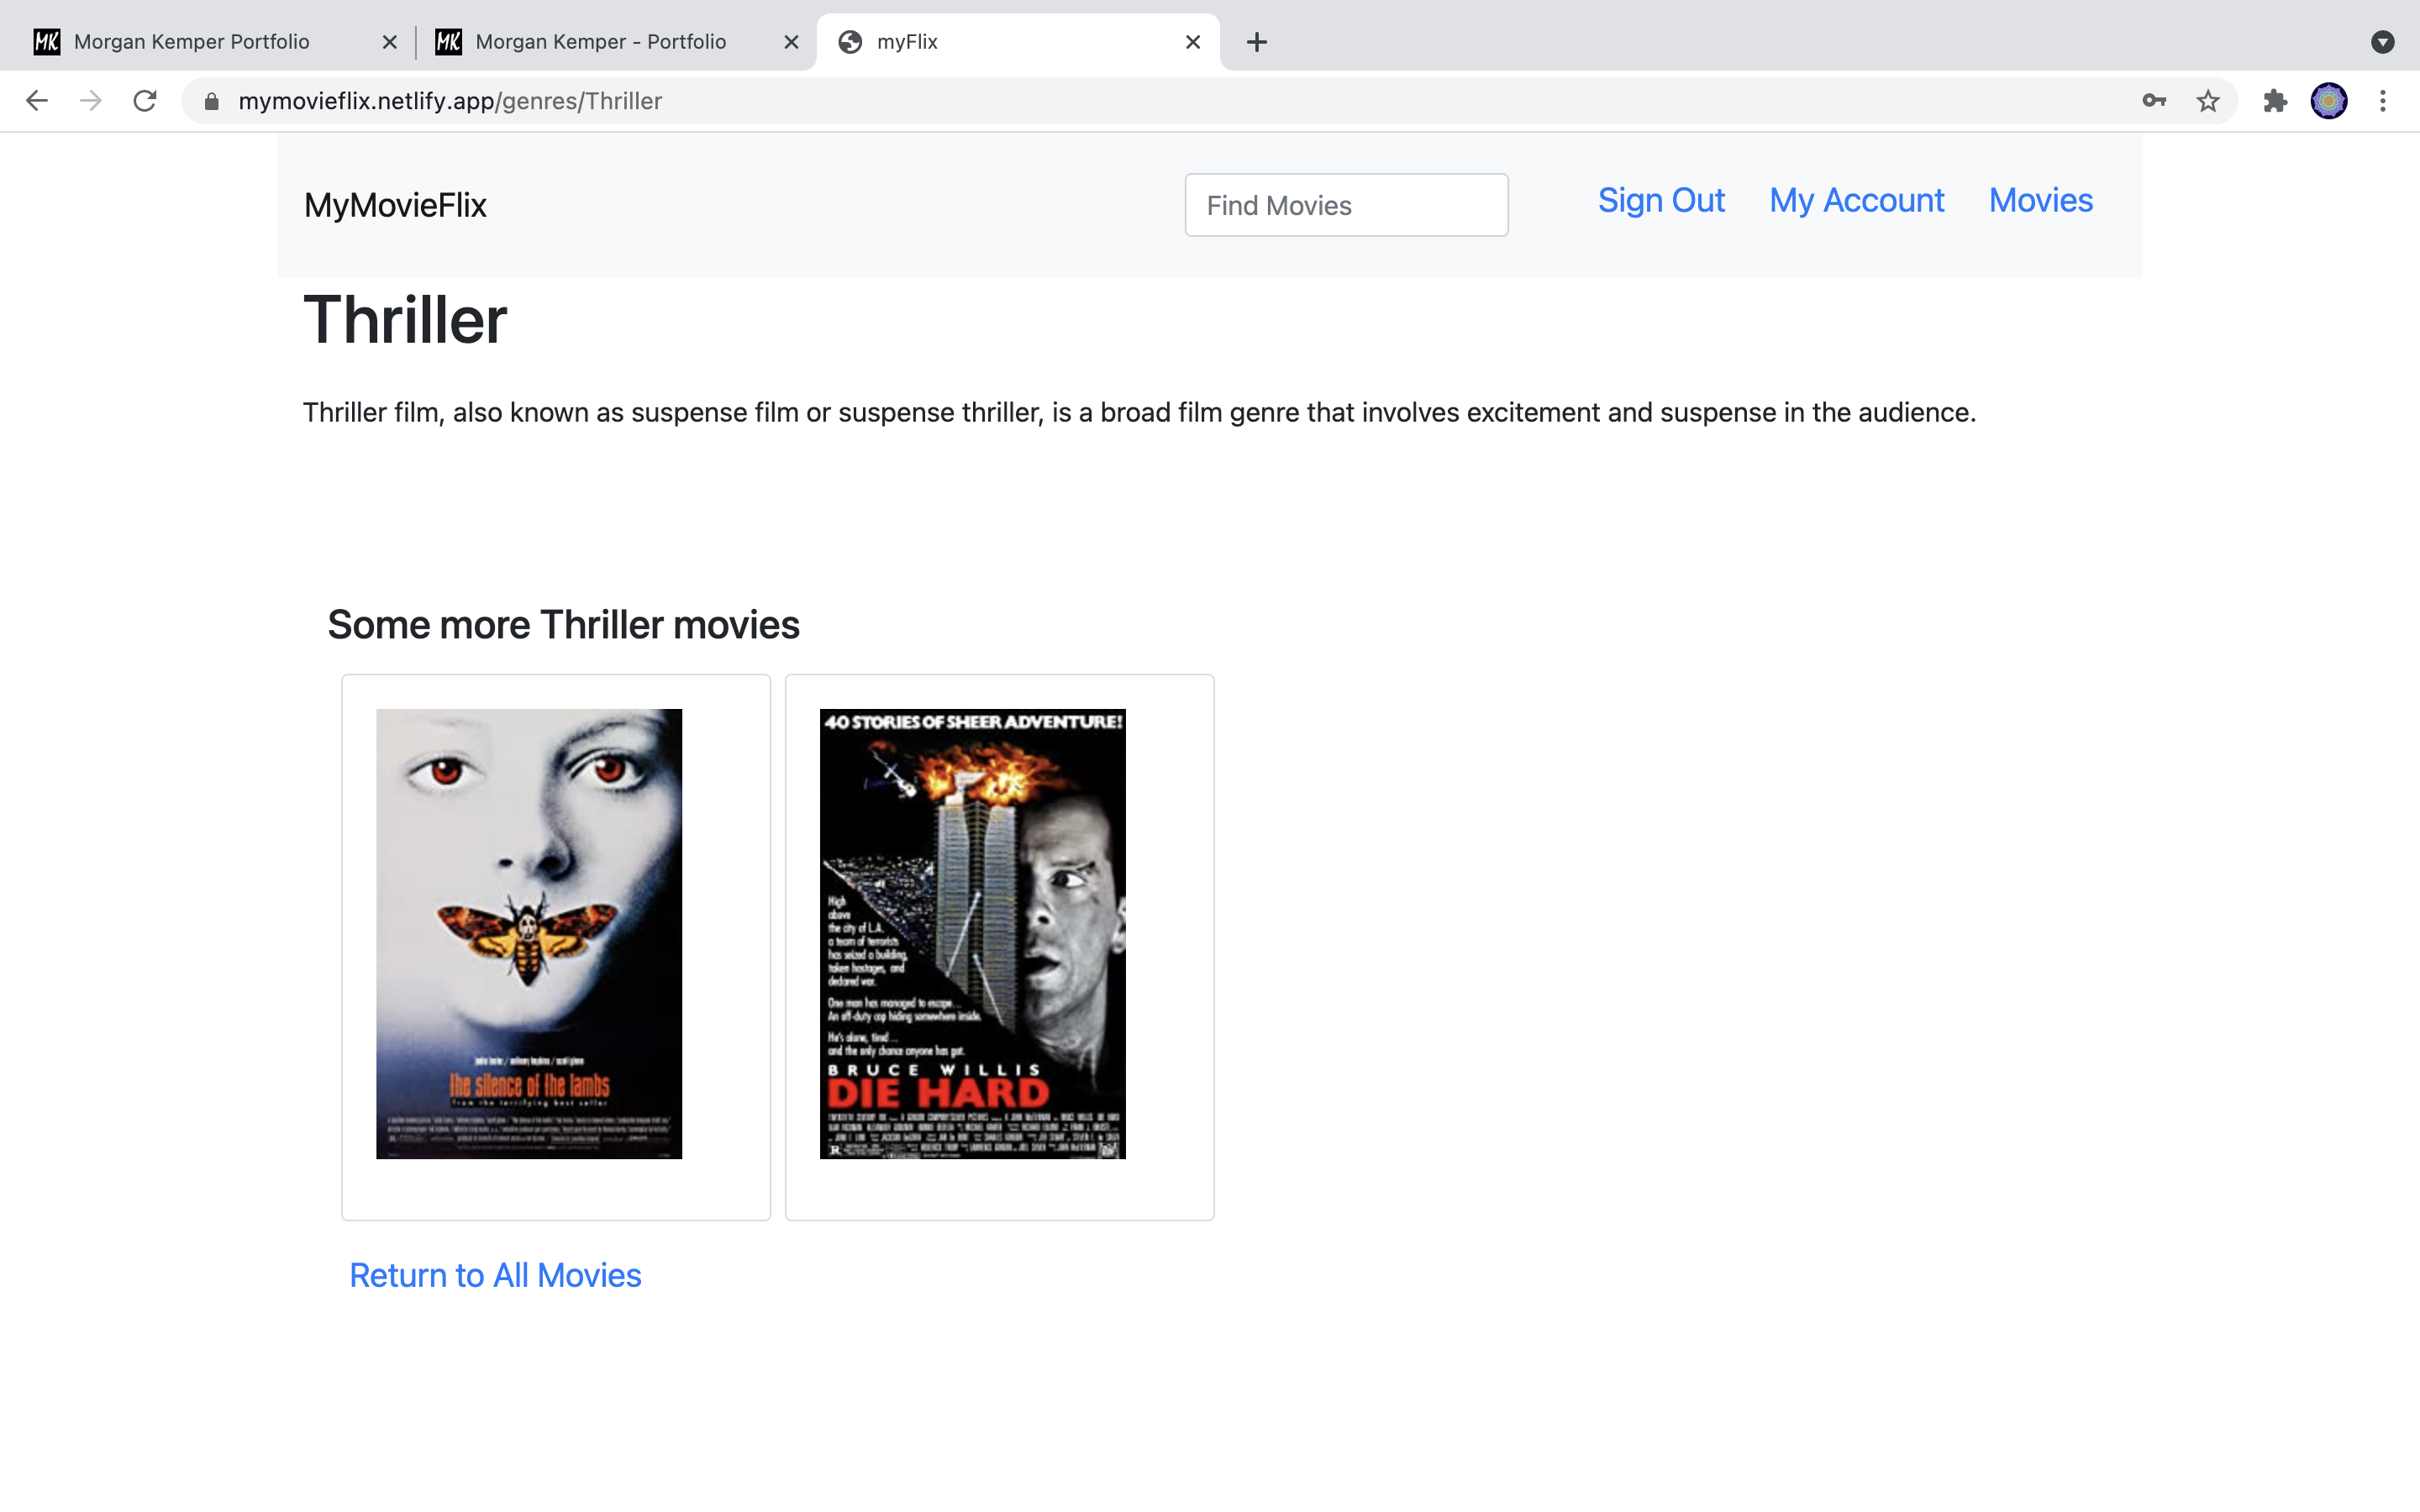 Morgan Kemper Portfolio
Morgan Kemper - Portfolio
myFlix
mymovieflix.netlify.app/genres/Thriller
MyMovieFlix
Find Movies
Sign Out
My Account
Movies
Thriller
Thriller film, also known as suspense film or suspense thriller, is a broad film genre that involves excitement and suspense in the audience.
Some more Thriller movies
the silence of the lambs
from the terrifying best seller
40 STORIES OF SHEER ADVENTURE!
High
above
the city of L.A.
a team of terrorists
has seized a building,
taken hostages, and
declared war.
One man has managed to escape...
An off-duty cop hiding somewhere inside.
He's alone, tired...
and the only chance anyone has got.
BRUCE WILLIS
DIE HARD
R
Return to All Movies